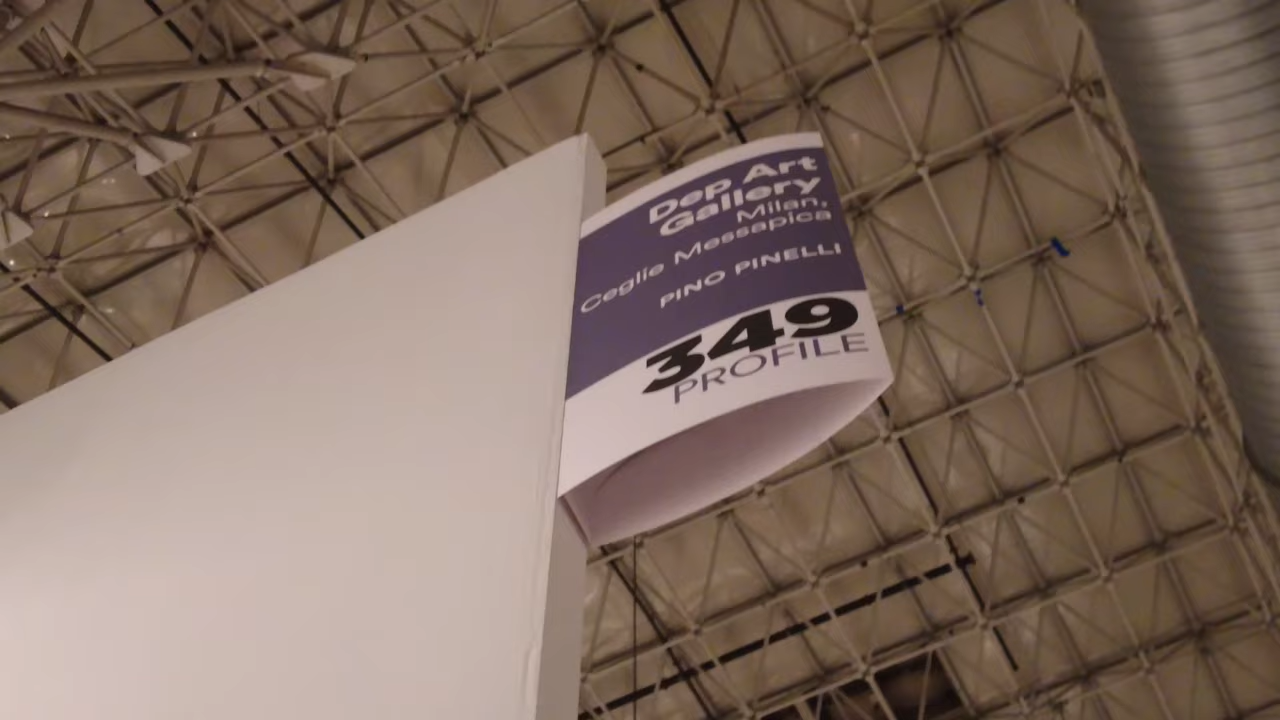 Dep Art
Gallery
Milan,
Ceglie Messapica
PINO PINELLI
349
PROFILE